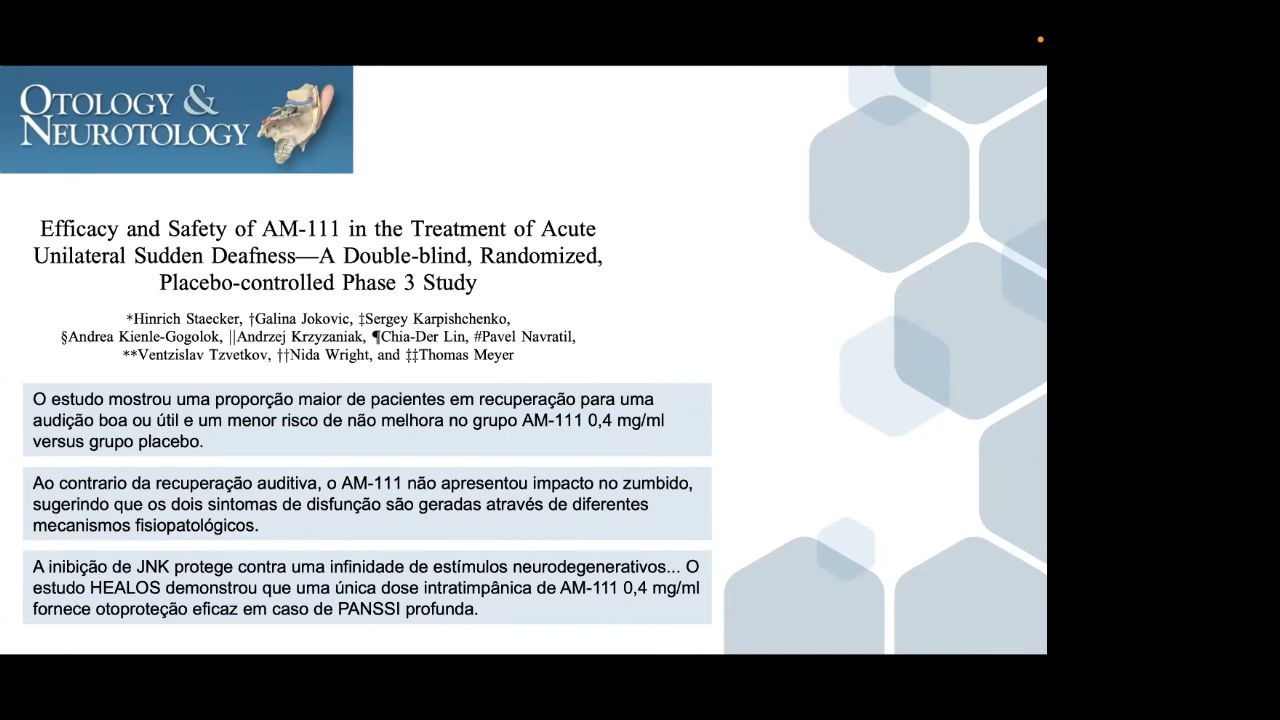 OTOLOGY &
NEUROTOLOGY
Efficacy and Safety of AM-111 in the Treatment of Acute
Unilateral Sudden Deafness—A Double-blind, Randomized,
Placebo-controlled Phase 3 Study
*Hinrich Staecker, †Galina Jokovic, ‡Sergey Karpishchenko,
§Andrea Kienle-Gogolok, ||Andrzej Krzyzaniak, ¶Chia-Der Lin, #Pavel Navratil,
**Ventzislav Tzvetkov, ††Nida Wright, and ‡‡Thomas Meyer
O estudo mostrou uma proporção maior de pacientes em recuperação para uma
audição boa ou útil e um menor risco de não melhora no grupo AM-111 0,4 mg/ml
versus grupo placebo.
Ao contrario da recuperação auditiva, o AM-111 não apresentou impacto no zumbido,
sugerindo que os dois sintomas de disfunção são geradas através de diferentes
mecanismos fisiopatológicos.
A inibição de JNK protege contra uma infinidade de estímulos neurodegenerativos... O
estudo HEALOS demonstrou que uma única dose intratimpânica de AM-111 0,4 mg/ml
fornece otoproteção eficaz em caso de PANSSI profunda.